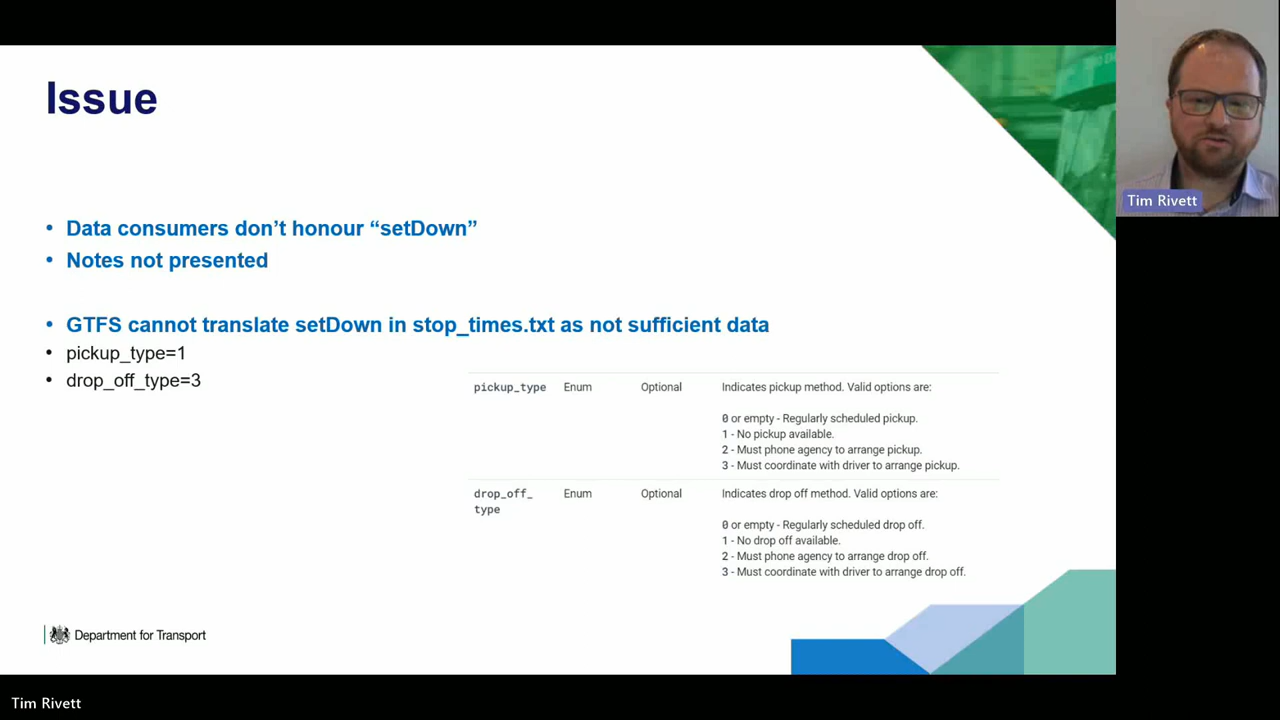 Issue
• Data consumers don’t honour “setDown”
• Notes not presented
• GTFS cannot translate setDown in stop_times.txt as not sufficient data
• pickup_type=1
• drop_off_type=3
pickup_type Enum Optional Indicates pickup method. Valid options are:
0 or empty - Regularly scheduled pickup.
1 - No pickup available.
2 - Must phone agency to arrange pickup.
3 - Must coordinate with driver to arrange pickup.
drop_off_ Enum Optional Indicates drop off method. Valid options are:
type
0 or empty - Regularly scheduled drop off.
1 - No drop off available.
2 - Must phone agency to arrange drop off.
3 - Must coordinate with driver to arrange drop off.
Department for Transport
Tim Rivett
Tim Rivett